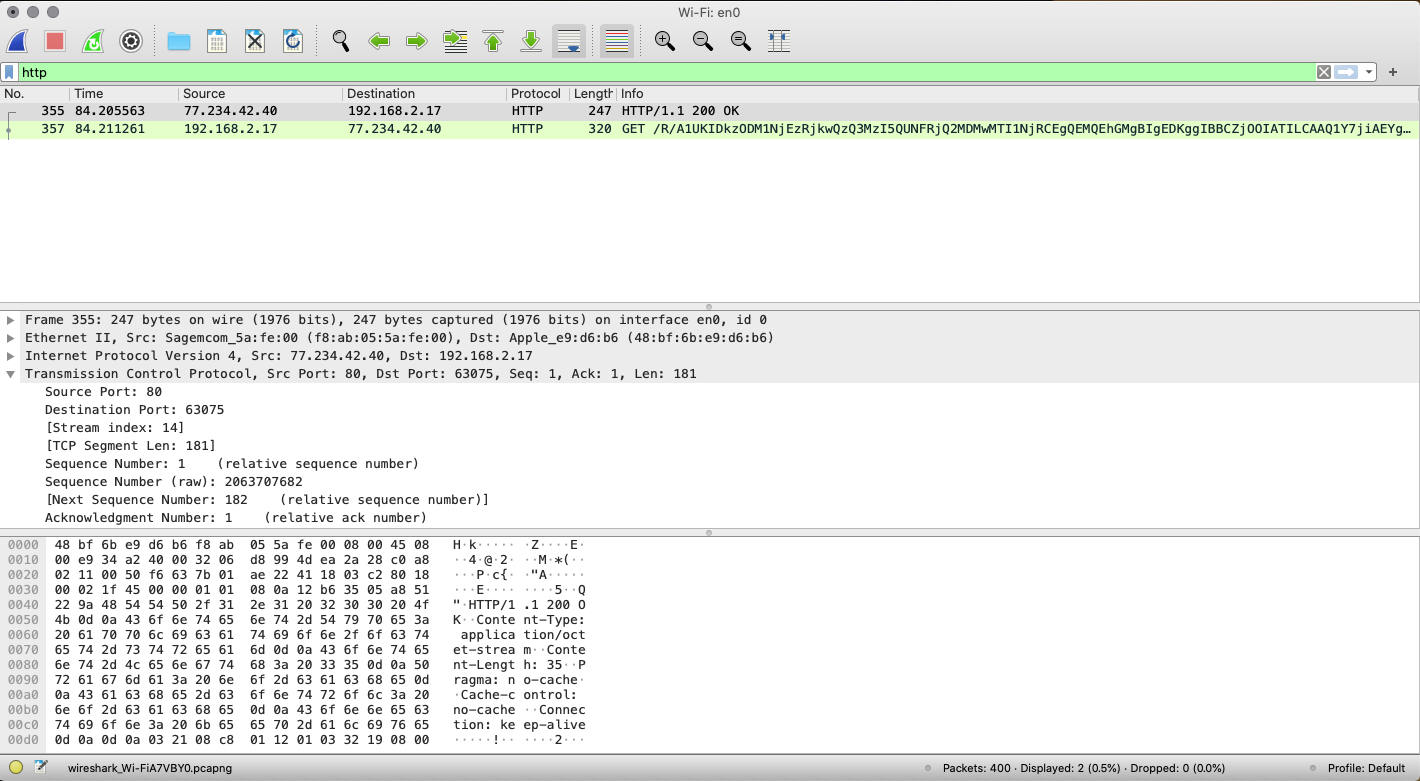 Wi-Fi: en0
http
No. Time Source Destination Protocol Length Info
355 84.205563 77.234.42.40 192.168.2.17 HTTP 247 HTTP/1.1 200 OK
357 84.211261 192.168.2.17 77.234.42.40 HTTP 320 GET /R/A1UKIDkzODM1NjEzRjkwQzQ3MzI5QUNFRjQ2MDMwMTI1NjRCEgQEMQEhGMgBIgEDKggIBBCZjOOIATILCAAQ1Y7jiAEYg…
Frame 355: 247 bytes on wire (1976 bits), 247 bytes captured (1976 bits) on interface en0, id 0
Ethernet II, Src: Sagemcom_5a:fe:00 (f8:ab:05:5a:fe:00), Dst: Apple_e9:d6:b6 (48:bf:6b:e9:d6:b6)
Internet Protocol Version 4, Src: 77.234.42.40, Dst: 192.168.2.17
Transmission Control Protocol, Src Port: 80, Dst Port: 63075, Seq: 1, Ack: 1, Len: 181
Source Port: 80
Destination Port: 63075
[Stream index: 14]
[TCP Segment Len: 181]
Sequence Number: 1 (relative sequence number)
Sequence Number (raw): 2063707682
[Next Sequence Number: 182 (relative sequence number)]
Acknowledgment Number: 1 (relative ack number)
0000 48 bf 6b e9 d6 b6 f8 ab 05 5a fe 00 08 00 45 08 H·k····· ·Z····E·
0010 00 e9 34 a2 40 00 32 06 d8 99 4d ea 2a 28 c0 a8 ··4·@·2· ··M·*(··
0020 02 11 00 50 f6 63 7b 01 ae 22 41 18 03 c2 80 18 ···P·c{· ·"A·····
0030 00 02 1f 45 00 00 01 01 08 0a 12 b6 35 05 a8 51 ···E···· ····5··Q
0040 22 9a 48 54 54 50 2f 31 2e 31 20 32 30 30 20 4f "·HTTP/1 .1 200 O
0050 4b 0d 0a 43 6f 6e 74 65 6e 74 2d 54 79 70 65 3a K··Conte nt-Type:
0060 20 61 70 70 6c 69 63 61 74 69 6f 6e 2f 6f 63 74 applica tion/oct
0070 65 74 2d 73 74 72 65 61 6d 0d 0a 43 6f 6e 74 65 et-strea m··Conte
0080 6e 74 2d 4c 65 6e 67 74 68 3a 20 33 35 0d 0a 50 nt-Lengt h: 35··P
0090 72 61 67 6d 61 3a 20 6e 6f 2d 63 61 63 68 65 0d ragma: n o-cache·
00a0 0a 43 61 63 68 65 2d 63 6f 6e 74 72 6f 6c 3a 20 ·Cache-c ontrol:
00b0 6e 6f 2d 63 61 63 68 65 0d 0a 43 6f 6e 6e 65 63 no-cache ··Connec
00c0 74 69 6f 6e 3a 20 6b 65 65 70 2d 61 6c 69 76 65 tion: ke ep-alive
00d0 0d 0a 0d 0a 03 21 08 c8 01 12 01 03 32 19 08 00 ·····!·· ····2···
wireshark_Wi-FiA7VBY0.pcapng
Packets: 400 · Displayed: 2 (0.5%) · Dropped: 0 (0.0%)
Profile: Default